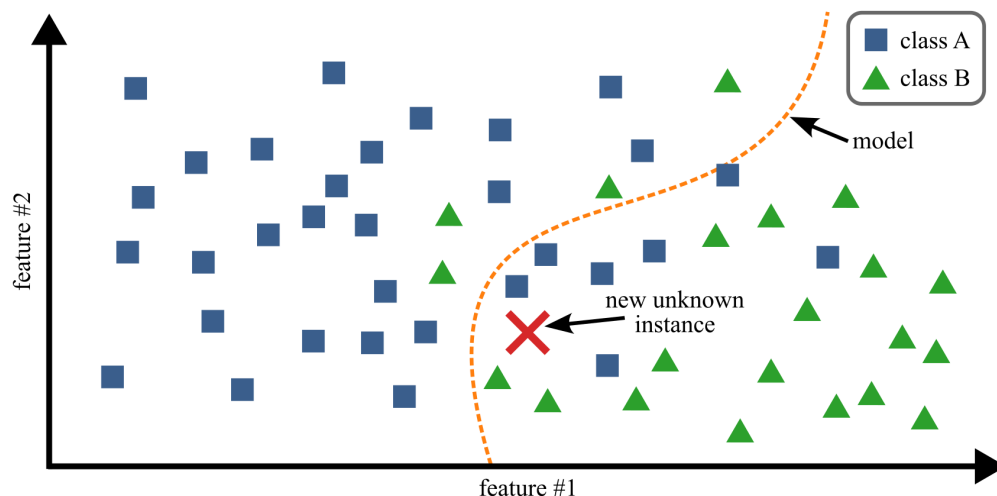 class A
class B
model
feature #2
new unknown
instance
feature #1